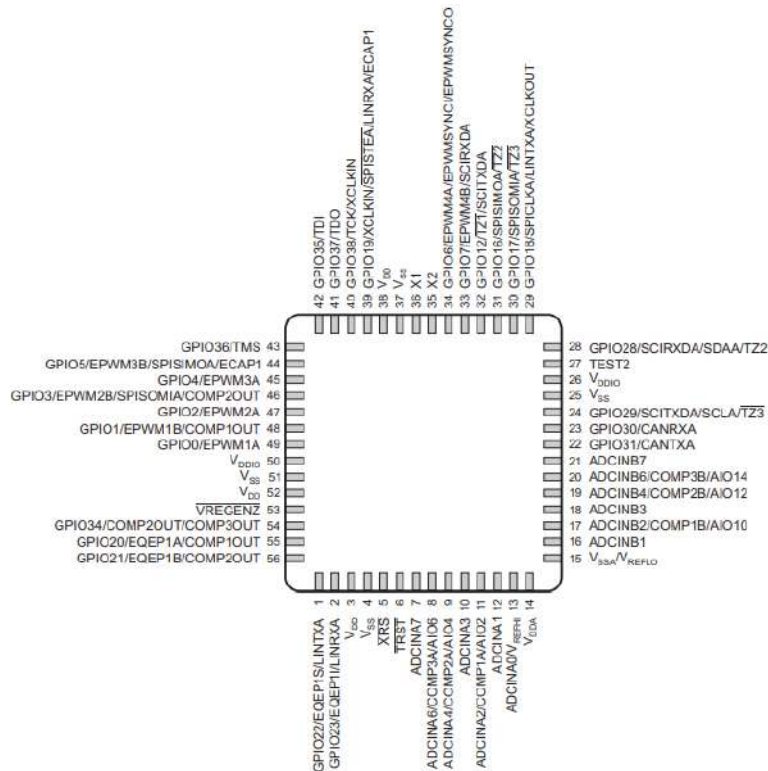 42 GPIO35/TDI
41 GPIO37/TDO
40 GPIO38/TCK/XCLKIN
39 GPIO19/XCLKIN/SPISTEA/LINRXA/ECAP1
38 VDD
37 VSS
36 X1
35 X2
34 GPIO6/EPWM4A/EPWMSYNCI/EPWMSYNCO
33 GPIO7/EPWM4B/SCIRXDA
32 GPIO12/TZ1/SCITXDA
31 GPIO16/SPISIMOA/TZ2
30 GPIO17/SPISOMIA/TZ3
29 GPIO18/SPICLKA/LINTXA/XCLKOUT
GPIO36/TMS 43
GPIO5/EPWM3B/SPISIMOA/ECAP1 44
GPIO4/EPWM3A 45
GPIO3/EPWM2B/SPISOMIA/COMP2OUT 46
GPIO2/EPWM2A 47
GPIO1/EPWM1B/COMP1OUT 48
GPIO0/EPWM1A 49
VDDIO 50
VSS 51
VDD 52
VREGENZ 53
GPIO34/COMP2OUT/COMP3OUT 54
GPIO20/EQEP1A/COMP1OUT 55
GPIO21/EQEP1B/COMP2OUT 56
28 GPIO28/SCIRXDA/SDAA/TZ2
27 TEST2
26 VDDIO
25 VSS
24 GPIO29/SCITXDA/SCLA/TZ3
23 GPIO30/CANRXA
22 GPIO31/CANTXA
21 ADCINB7
20 ADCINB6/COMP3B/AIO14
19 ADCINB4/COMP2B/AIO12
18 ADCINB3
17 ADCINB2/COMP1B/AIO10
16 ADCINB1
15 VSSA/VREFLO
GPIO22/EQEP1S/LINTXA 1
GPIO23/EQEP1I/LINRXA 2
VDD 3
VSS 4
XRS 5
TRST 6
ADCINA7 7
ADCINA6/COMP3A/AIO6 8
ADCINA4/COMP2A/AIO4 9
ADCINA3 10
ADCINA2/COMP1A/AIO2 11
ADCINA1 12
ADCINA0/VREFHI 13
VDDA 14